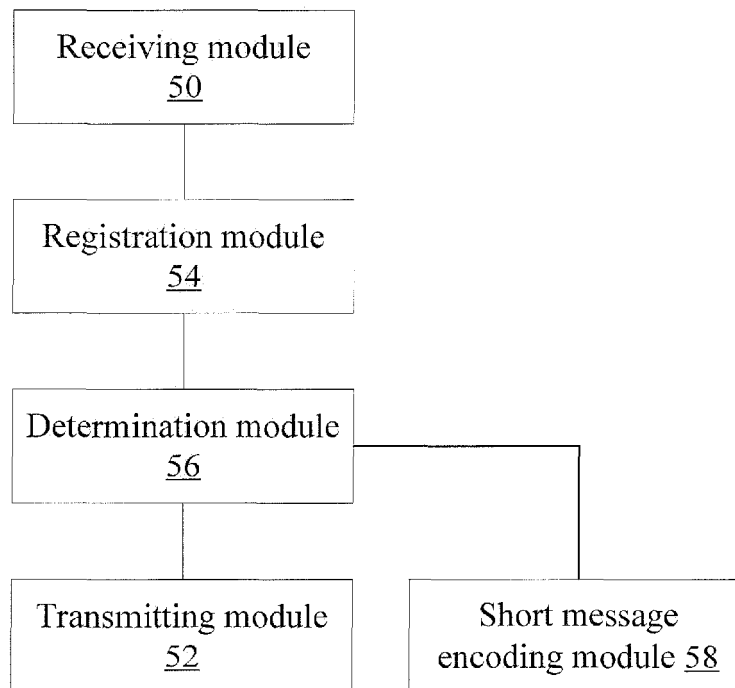 Receiving module
50
Registration module
54
Determination module
56
Transmitting module
52
Short message
encoding module 58